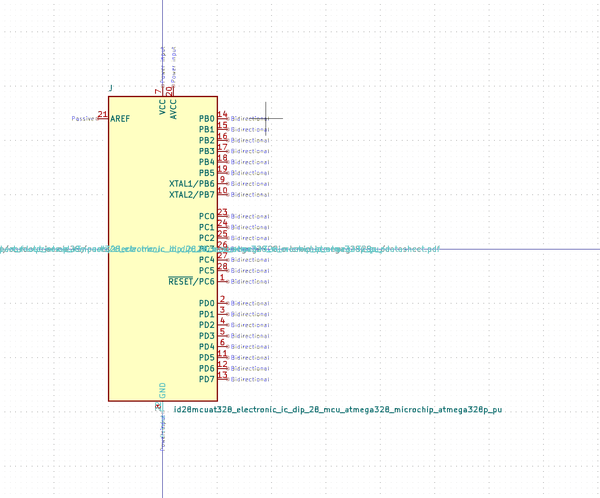 Power input
Power input
J
7
20
VCC
AVCC
Passive 21 AREF
PB0 14 Bidirectional
PB1 15 Bidirectional
PB2 16 Bidirectional
PB3 17 Bidirectional
PB4 18 Bidirectional
PB5 19 Bidirectional
XTAL1/PB6 9 Bidirectional
XTAL2/PB7 10 Bidirectional
PC0 23 Bidirectional
PC1 24 Bidirectional
PC2 25 Bidirectional
datasheet.pdf
PC4 27 Bidirectional
PC5 28 Bidirectional
RESET/PC6 1 Bidirectional
PD0 2 Bidirectional
PD1 3 Bidirectional
PD2 4 Bidirectional
PD3 5 Bidirectional
PD4 6 Bidirectional
PD5 11 Bidirectional
PD6 12 Bidirectional
PD7 13 Bidirectional
GND
id28mcuat328_electronic_ic_dip_28_mcu_atmega328_microchip_atmega328p_pu
Power input